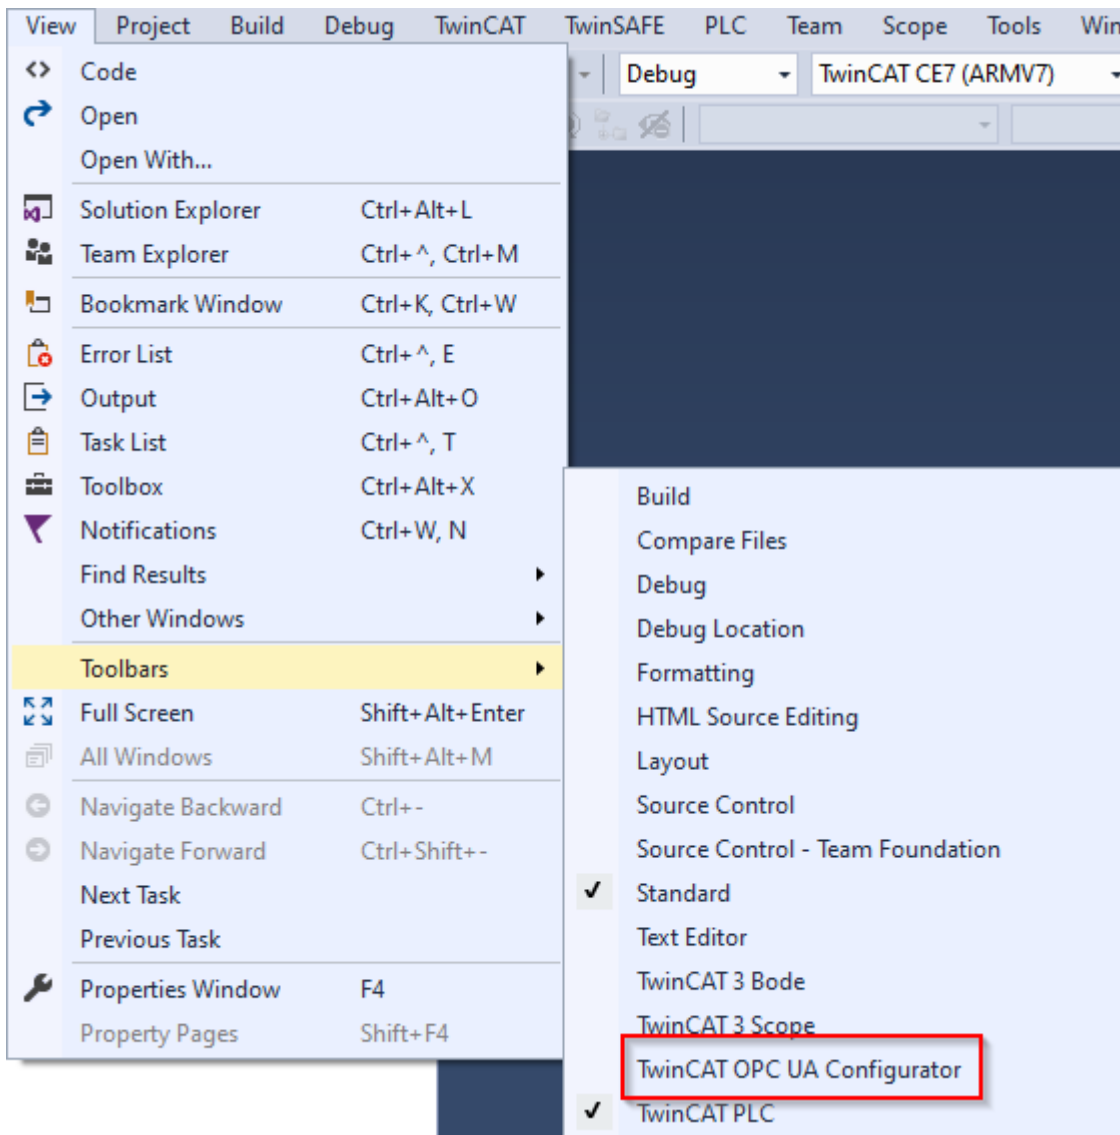 View Project Build Debug TwinCAT TwinSAFE PLC Team Scope Tools
Debug TwinCAT CE7 (ARMV7)
Code
Open
Open With...
Solution Explorer Ctrl+Alt+L
Team Explorer Ctrl+^, Ctrl+M
Bookmark Window Ctrl+K, Ctrl+W
Error List Ctrl+^, E
Output Ctrl+Alt+O
Task List Ctrl+^, T
Toolbox Ctrl+Alt+X
Notifications Ctrl+W, N
Find Results
Other Windows
Toolbars
Full Screen Shift+Alt+Enter
All Windows Shift+Alt+M
Navigate Backward Ctrl+-
Navigate Forward Ctrl+Shift+-
Next Task
Previous Task
Properties Window F4
Property Pages Shift+F4
Build
Compare Files
Debug
Debug Location
Formatting
HTML Source Editing
Layout
Source Control
Source Control - Team Foundation
Standard
Text Editor
TwinCAT 3 Bode
TwinCAT 3 Scope
TwinCAT OPC UA Configurator
TwinCAT PLC